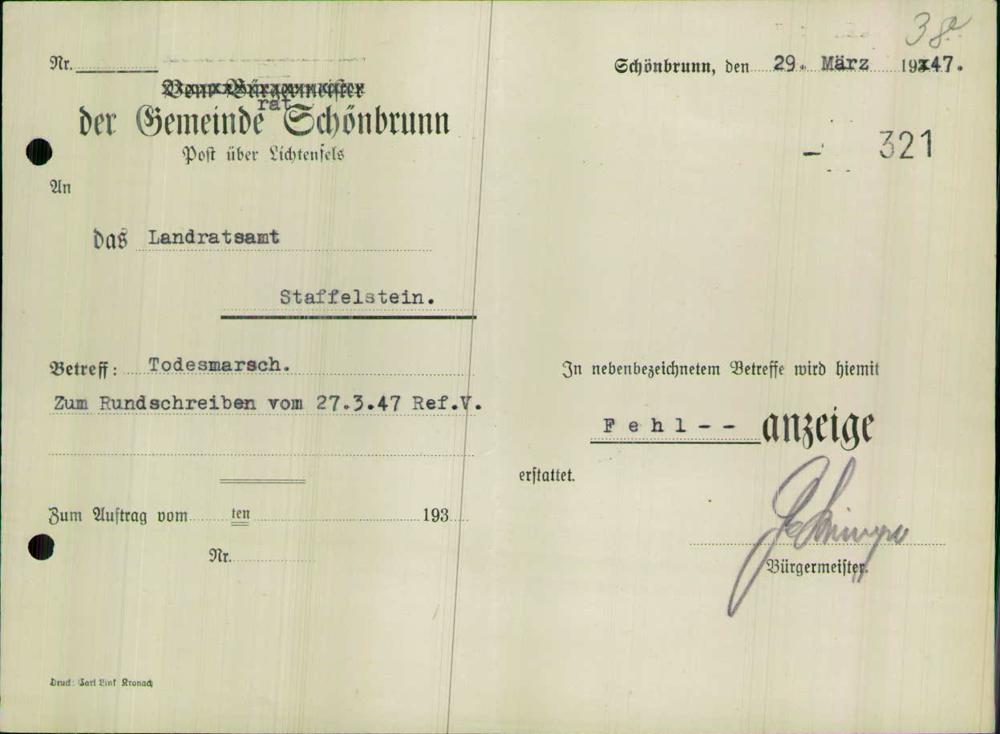 Nr.
Vom Bürgermeister
rat
der Gemeinde Schönbrunn
Post über Lichtenfels
An
das Landratsamt
Staffelstein.
Betreff: Todesmarsch.
Zum Rundschreiben vom 27.3.47 Ref.V.
Zum Auftrag vom ten 193
Nr.
Druck: Carl Link Kronach
38
Schönbrunn, den 29. März 1947.
- 321
In nebenbezeichnetem Betreffe wird hiemit
Fehl-- anzeige
erstattet.
Bürgermeister.